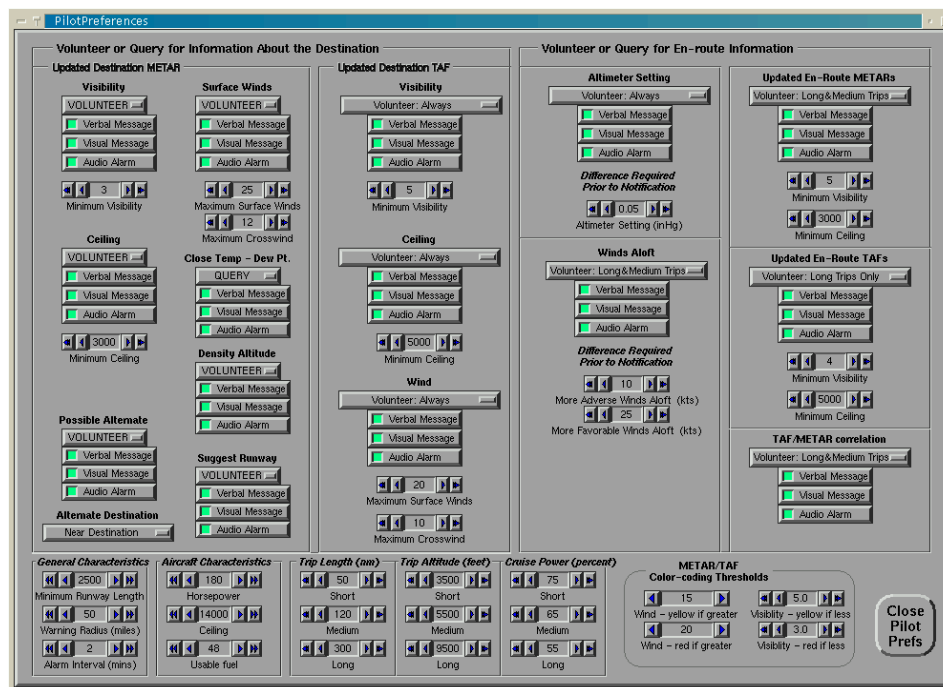 PilotPreferences
Volunteer or Query for Information About the Destination
Updated Destination METAR
Visibility
VOLUNTEER
Verbal Message
Visual Message
Audio Alarm
3
Minimum Visibility
Ceiling
VOLUNTEER
Verbal Message
Visual Message
Audio Alarm
3000
Minimum Ceiling
Possible Alternate
VOLUNTEER
Verbal Message
Visual Message
Audio Alarm
Alternate Destination
Near Destination
Surface Winds
VOLUNTEER
Verbal Message
Visual Message
Audio Alarm
25
Maximum Surface Winds
12
Maximum Crosswind
Close Temp - Dew Pt.
QUERY
Verbal Message
Visual Message
Audio Alarm
Density Altitude
VOLUNTEER
Verbal Message
Visual Message
Audio Alarm
Suggest Runway
VOLUNTEER
Verbal Message
Visual Message
Audio Alarm
Updated Destination TAF
Visibility
Volunteer: Always
Verbal Message
Visual Message
Audio Alarm
5
Minimum Visibility
Ceiling
Volunteer: Always
Verbal Message
Visual Message
Audio Alarm
5000
Minimum Ceiling
Wind
Volunteer: Always
Verbal Message
Visual Message
Audio Alarm
20
Maximum Surface Winds
10
Maximum Crosswind
Volunteer or Query for En-route Information
Altimeter Setting
Volunteer: Always
Verbal Message
Visual Message
Audio Alarm
Difference Required
Prior to Notification
0.05
Altimeter Setting (inHg)
Winds Aloft
Volunteer: Long&Medium Trips
Verbal Message
Visual Message
Audio Alarm
Difference Required
Prior to Notification
10
More Adverse Winds Aloft (kts)
25
More Favorable Winds Aloft (kts)
Updated En-Route METARs
Volunteer: Long&Medium Trips
Verbal Message
Visual Message
Audio Alarm
5
Minimum Visibility
3000
Minimum Ceiling
Updated En-Route TAFs
Volunteer: Long Trips Only
Verbal Message
Visual Message
Audio Alarm
4
Minimum Visibility
5000
Minimum Ceiling
TAF/METAR correlation
Volunteer: Long&Medium Trips
Verbal Message
Visual Message
Audio Alarm
General Characteristics
2500
Minimum Runway Length
50
Warning Radius (miles)
2
Alarm Interval (mins)
Aircraft Characteristics
180
Horsepower
14000
Ceiling
48
Usable fuel
Trip Length (nm)
50
Short
120
Medium
300
Long
Trip Altitude (feet)
3500
Short
5500
Medium
9500
Long
Cruise Power (percent)
75
Short
65
Medium
55
Long
METAR/TAF
Color-coding Thresholds
15
Wind - yellow if greater
20
Wind - red if greater
5.0
Visiblity - yellow if less
3.0
Visiblity - red if less
Close
Pilot
Prefs